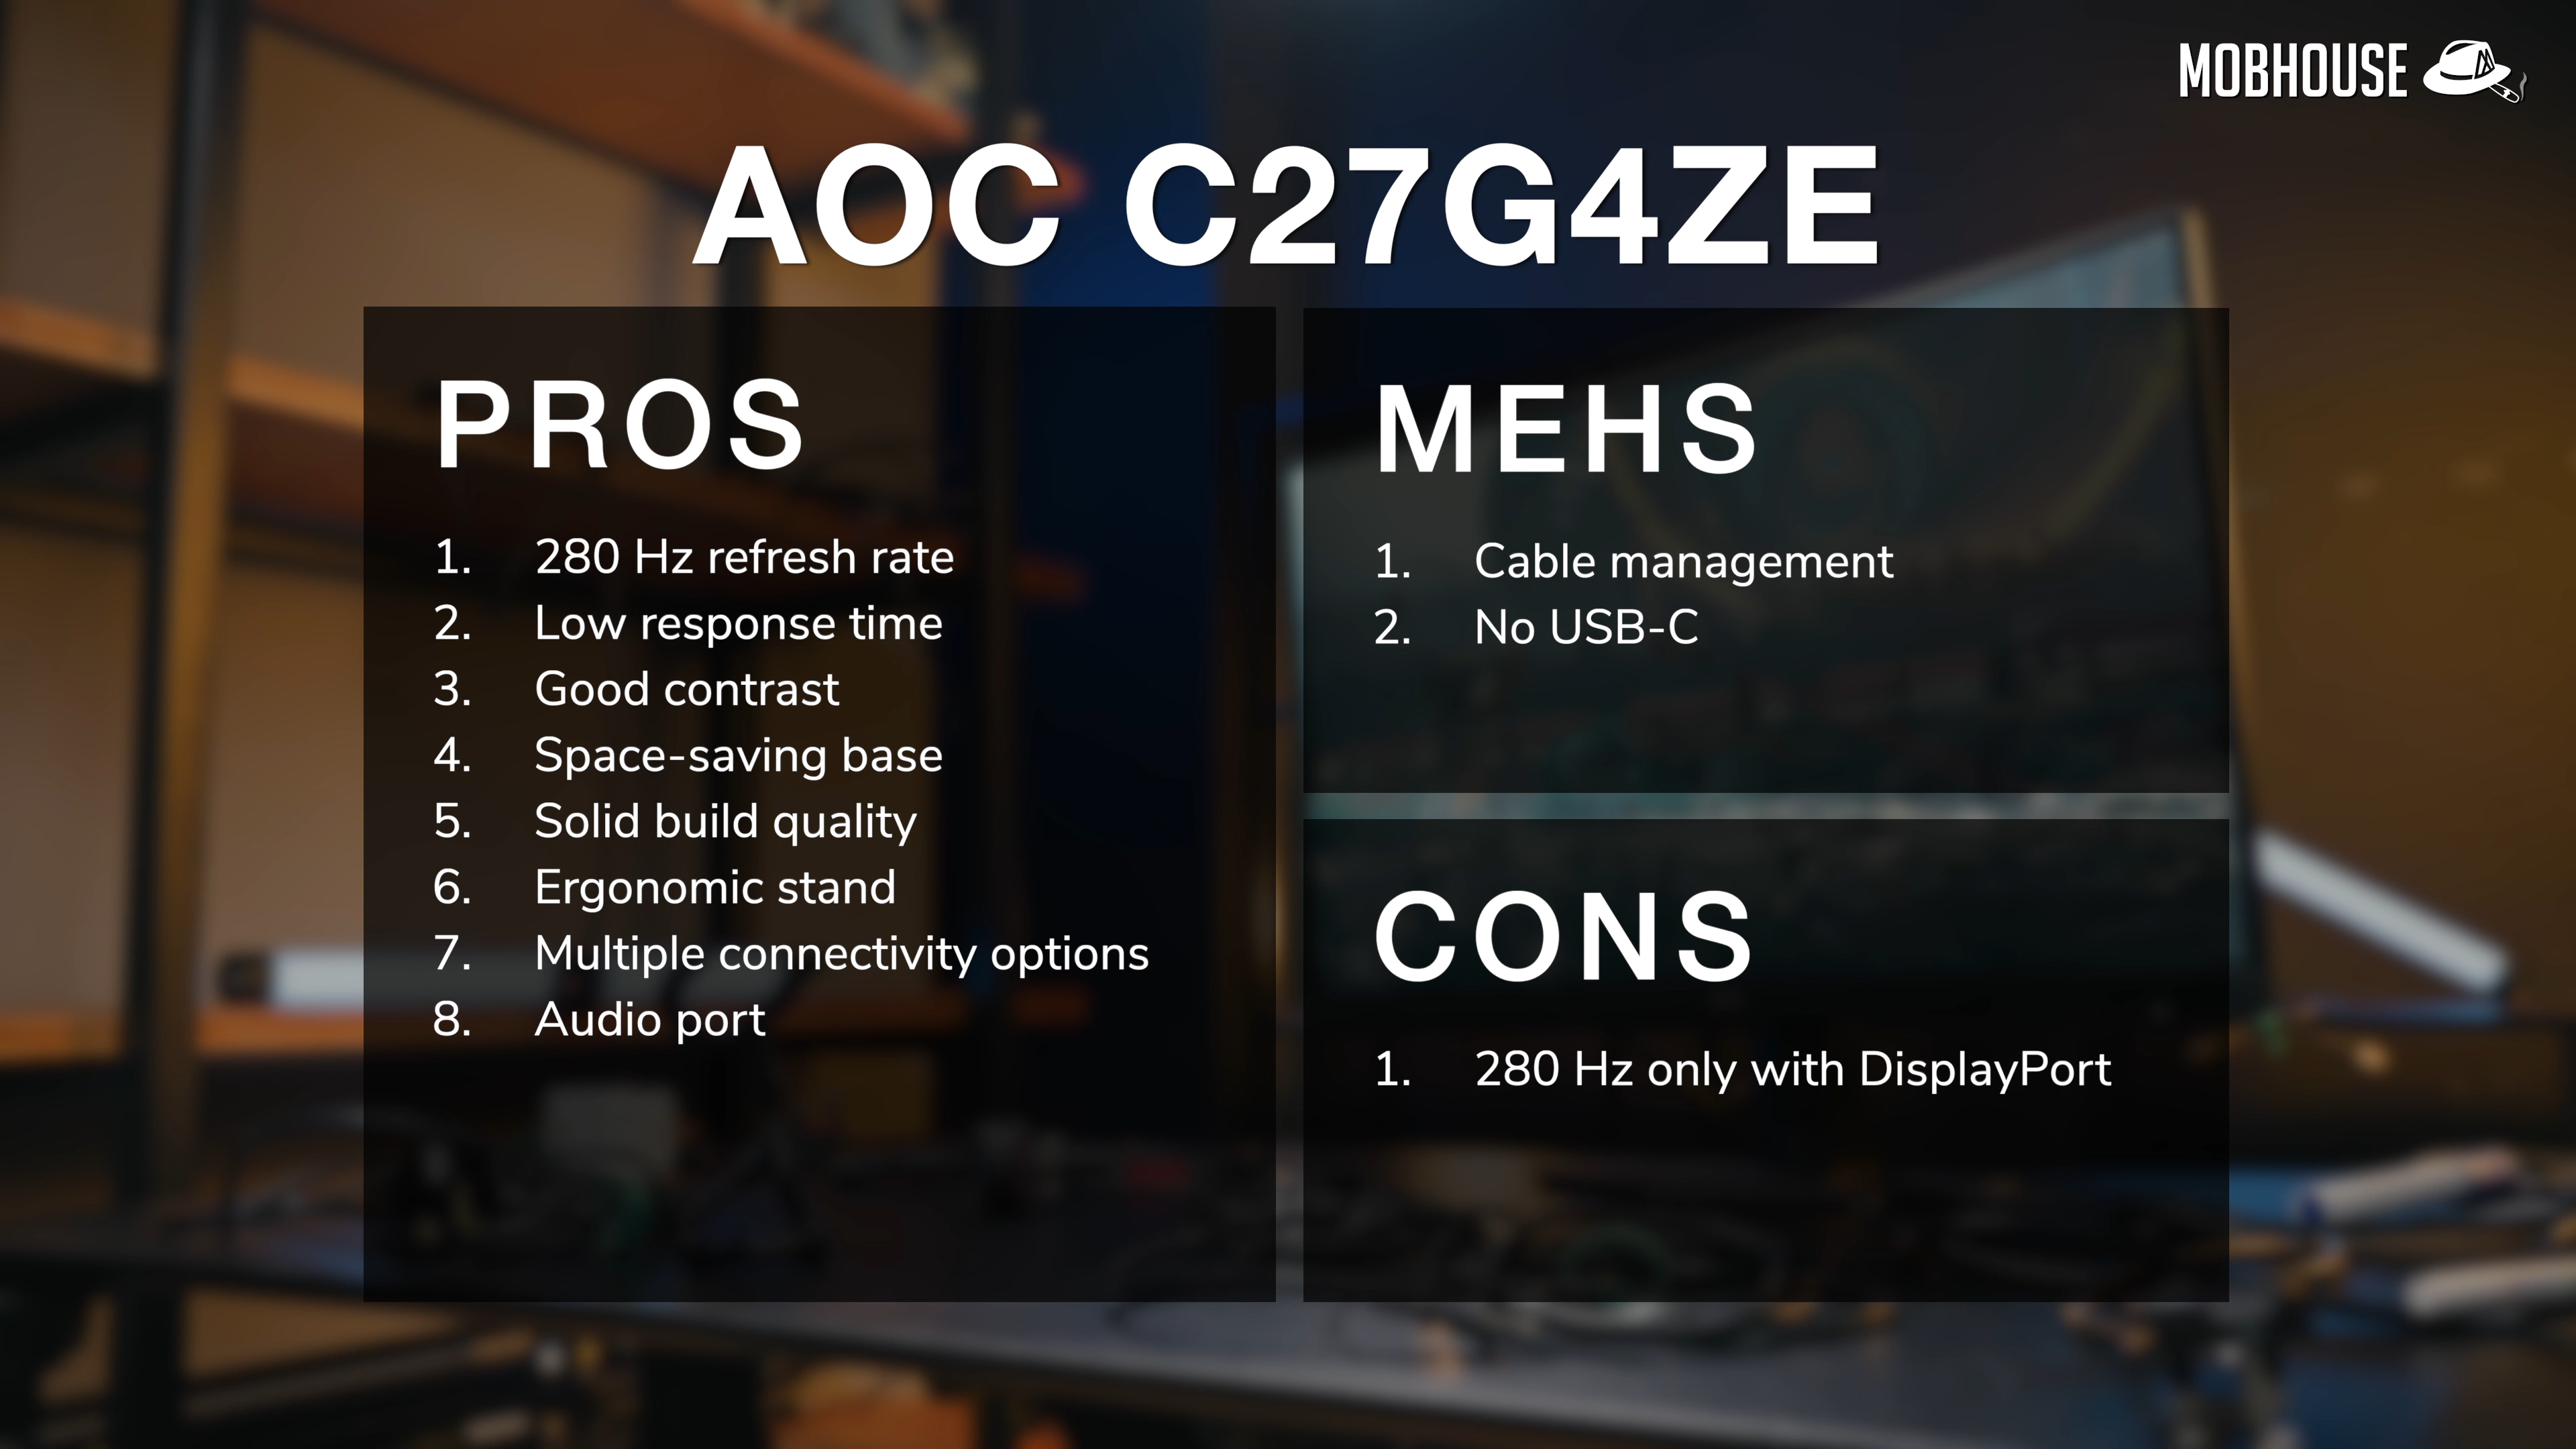 MOBHOUSE
AOC C27G4ZE
PROS
1. 280 Hz refresh rate
2. Low response time
3. Good contrast
4. Space-saving base
5. Solid build quality
6. Ergonomic stand
7. Multiple connectivity options
8. Audio port
MEHS
1. Cable management
2. No USB-C
CONS
1. 280 Hz only with DisplayPort